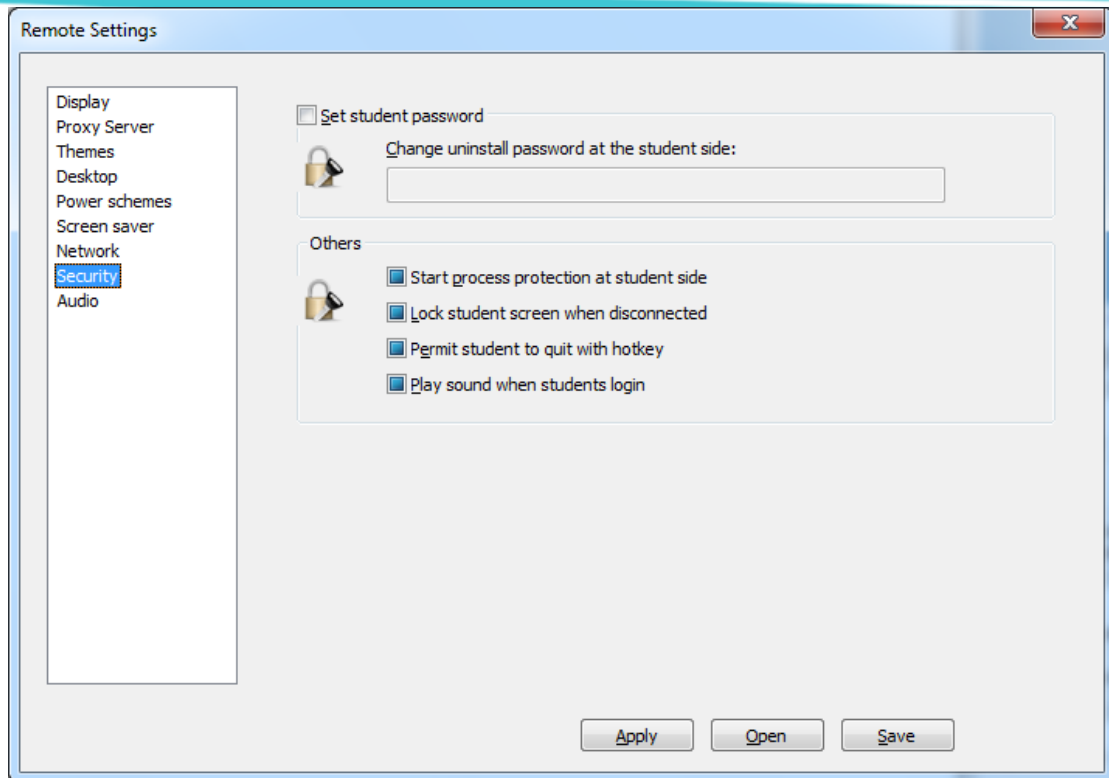 Remote Settings
Display
Proxy Server
Themes
Desktop
Power schemes
Screen saver
Network
Security
Audio
Set student password
Change uninstall password at the student side:
Others
Start process protection at student side
Lock student screen when disconnected
Permit student to quit with hotkey
Play sound when students login
Apply
Open
Save